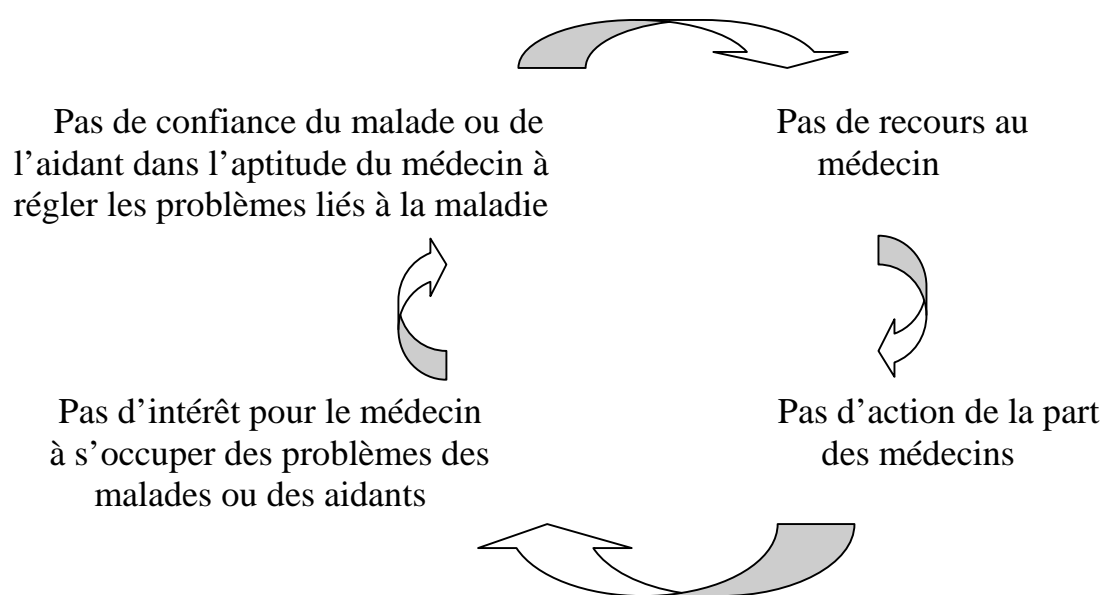 Pas de confiance du malade ou de
l’aidant dans l’aptitude du médecin à
régler les problèmes liés à la maladie
Pas de recours au
médecin
Pas d’intérêt pour le médecin
à s’occuper des problèmes des
malades ou des aidants
Pas d’action de la part
des médecins